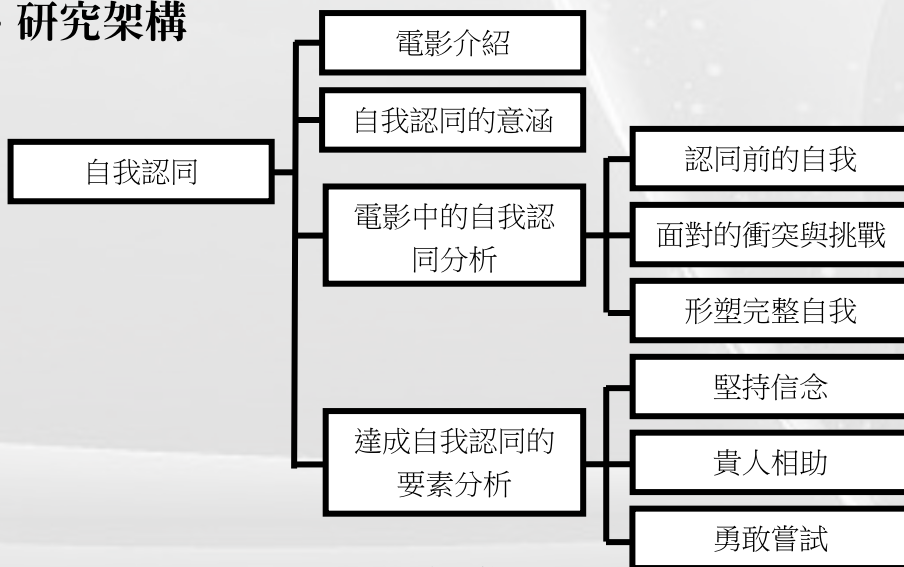 研究架構
自我認同
電影介紹
自我認同的意涵
電影中的自我認
同分析
認同前的自我
面對的衝突與挑戰
形塑完整自我
達成自我認同的
要素分析
堅持信念
貴人相助
勇敢嘗試